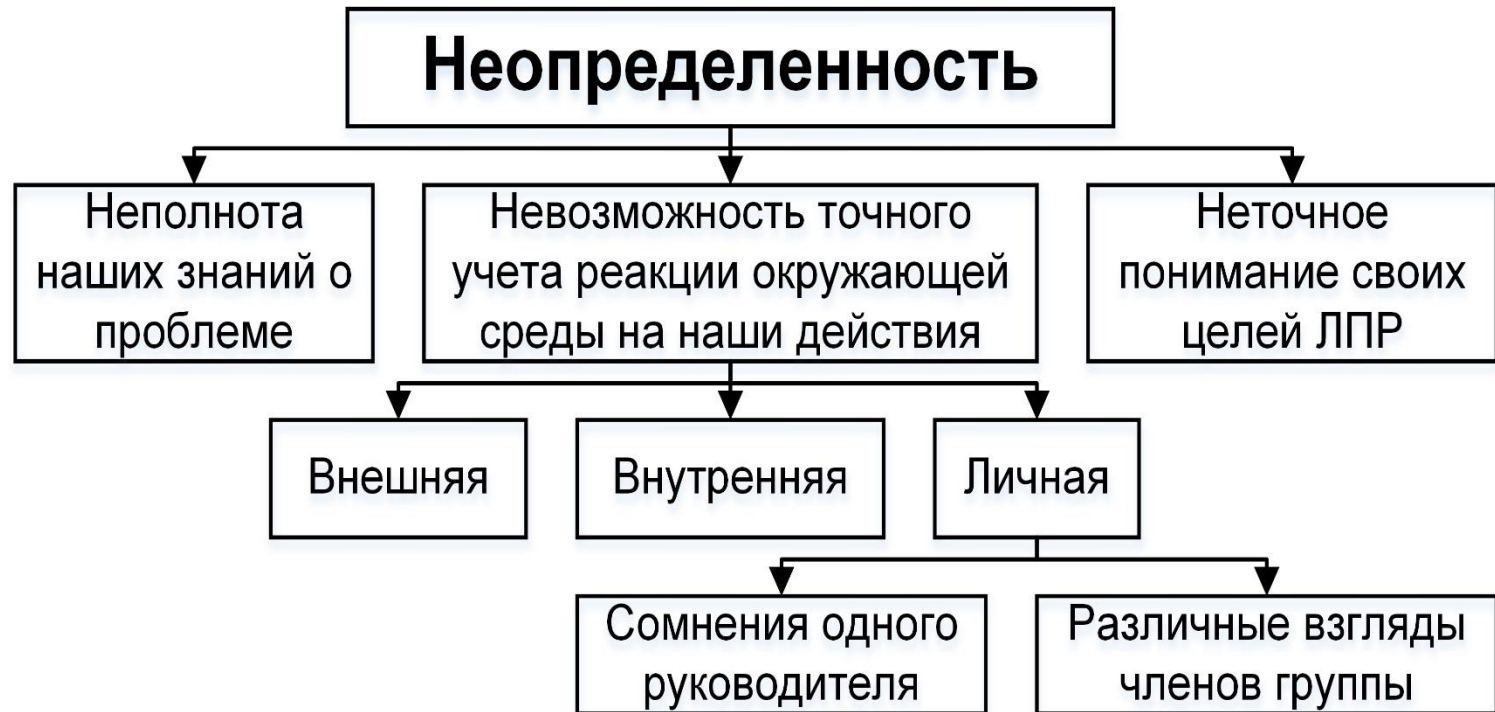 Неопределенность
Неполнота
наших знаний о
проблеме
Невозможность точного
учета реакции окружающей
среды на наши действия
Неточное
понимание своих
целей ЛПР
Внешняя
Внутренняя
Личная
Сомнения одного
руководителя
Различные взгляды
членов группы